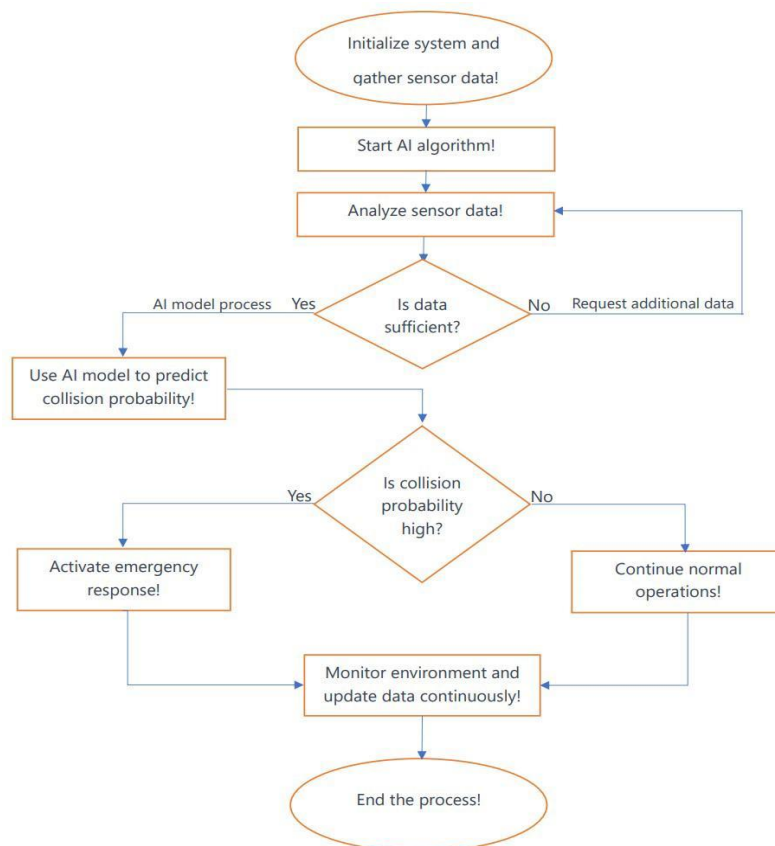 Initialize system and
gather sensor data!
Start AI algorithm!
Analyze sensor data!
AI model process
Yes
Is data
sufficient?
No
Request additional data
Use AI model to predict
collision probability!
Is collision
probability
high?
Yes
No
Activate emergency
response!
Continue normal
operations!
Monitor environment and
update data continuously!
End the process!